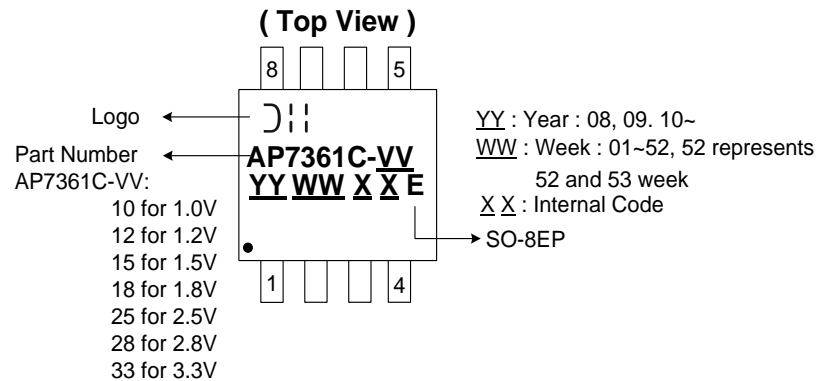 ( Top View )
8 5
Logo
AP7361C-VV
YY WW X X E
Part Number
AP7361C-VV:
10 for 1.0V
12 for 1.2V
15 for 1.5V
18 for 1.8V
25 for 2.5V
28 for 2.8V
33 for 3.3V
1 4
YY : Year : 08, 09. 10~
WW : Week : 01~52, 52 represents
52 and 53 week
X X : Internal Code
SO-8EP